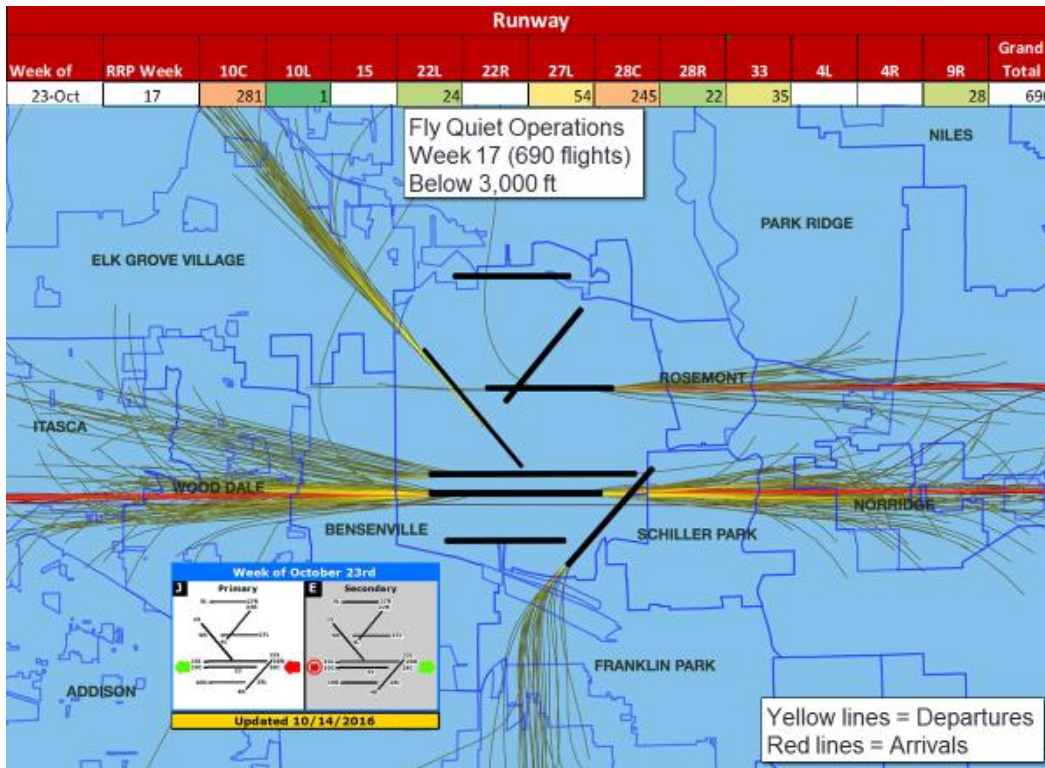 Runway
Grand
Week of RRP Week 10C 10L 15 22L 22R 27L 28C 28R 33 4L 4R 9R Total
23-Oct 17 281 1 24 54 245 22 35 28 690
Fly Quiet Operations
Week 17 (690 flights)
Below 3,000 ft
NILES
PARK RIDGE
ELK GROVE VILLAGE
ROSEMONT
ITASCA
WOOD DALE
NORRIDGE
BENSENVILLE
SCHILLER PARK
Week of October 23rd
J Primary E Secondary
FRANKLIN PARK
ADDISON
Updated 10/14/2016
Yellow lines = Departures
Red lines = Arrivals